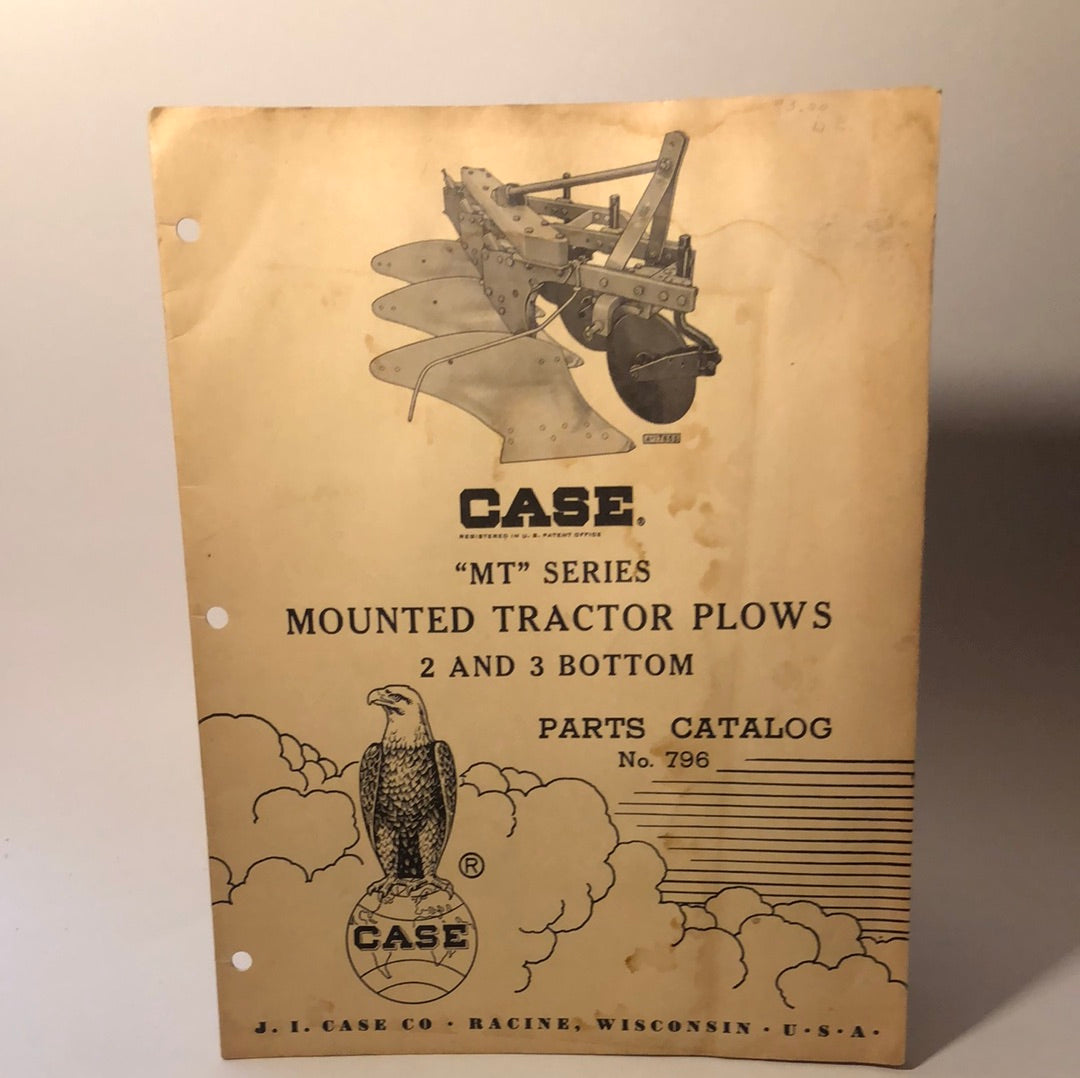 CASE®
REGISTERED IN U. S. PATENT OFFICE
“MT” SERIES
MOUNTED TRACTOR PLOWS
2 AND 3 BOTTOM
PARTS CATALOG
No. 796
®
CASE
J. I. CASE CO · RACINE, WISCONSIN · U·S·A·